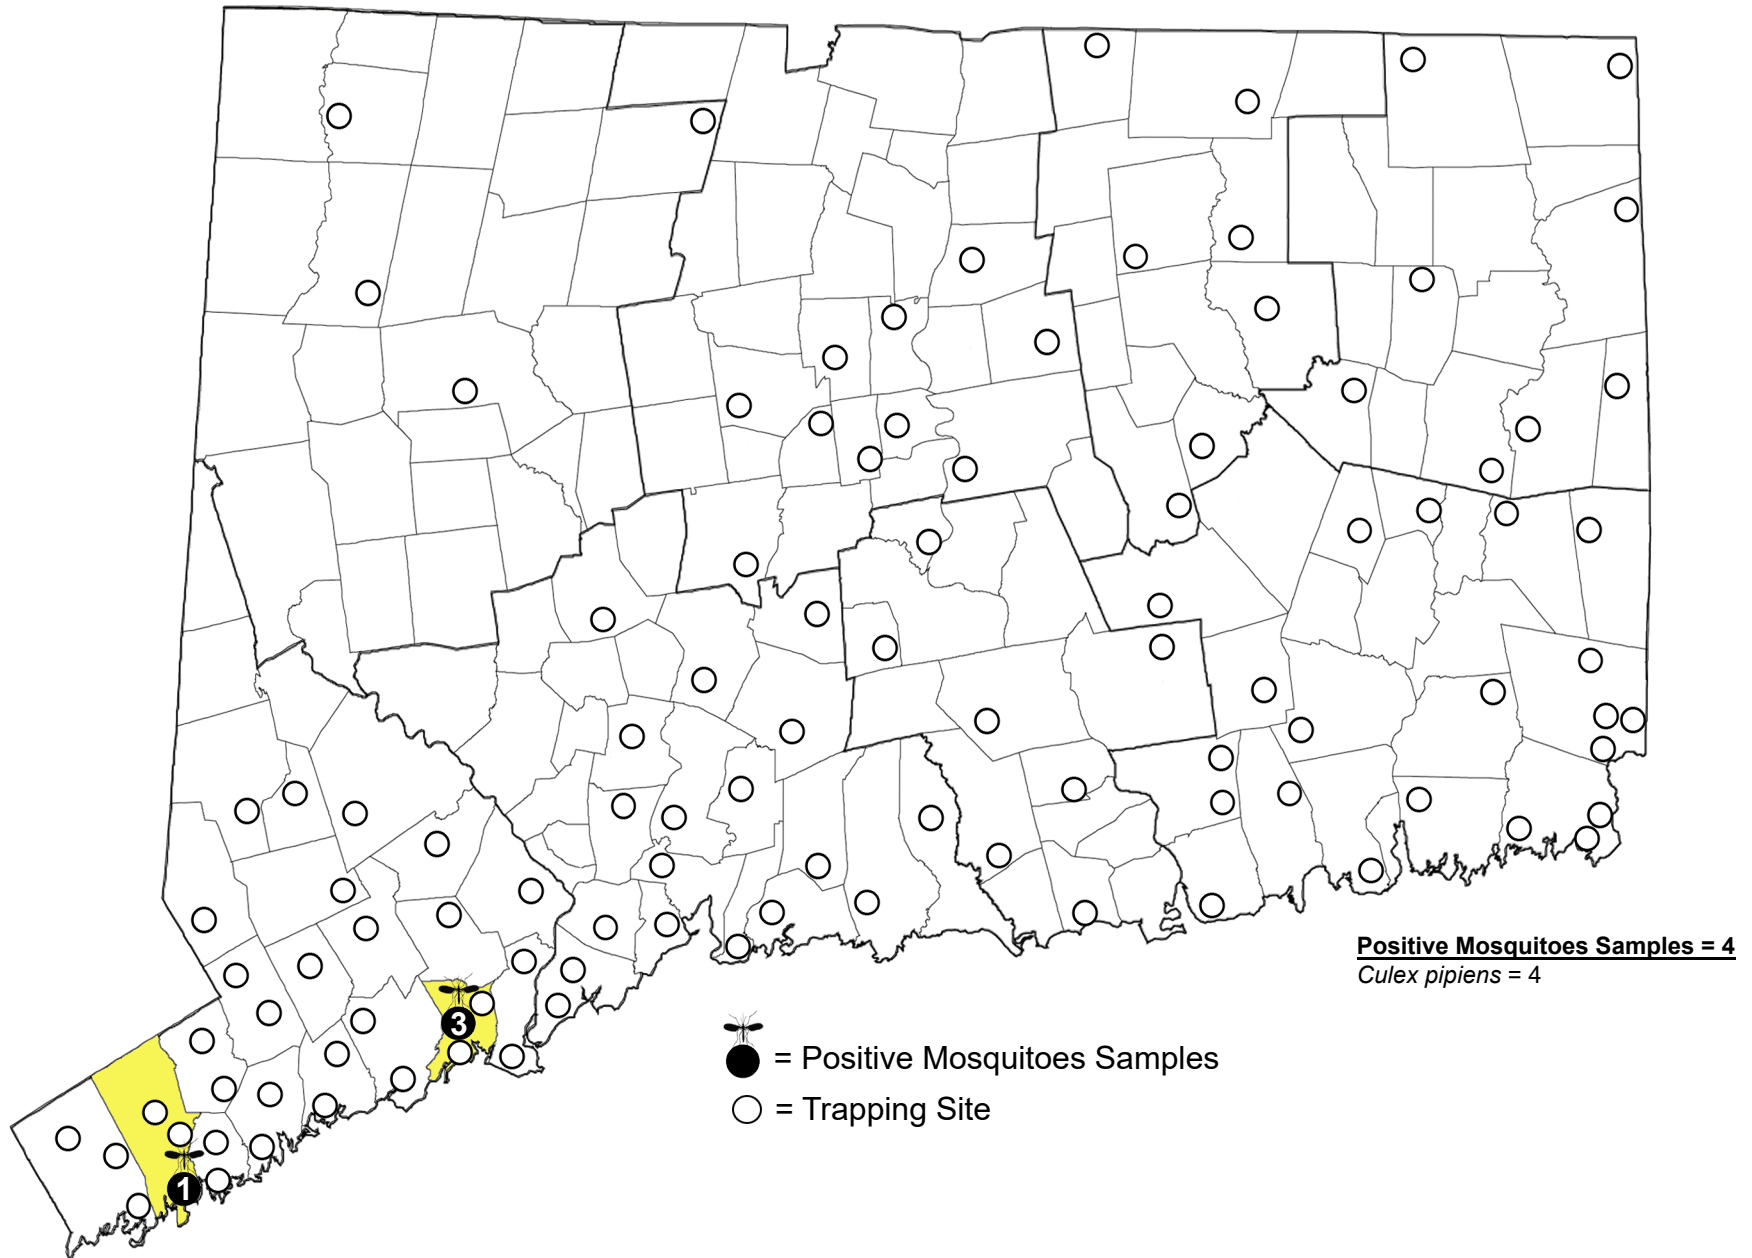 Positive Mosquitoes Samples = 4
Culex pipiens = 4
3
= Positive Mosquitoes Samples
= Trapping Site
1